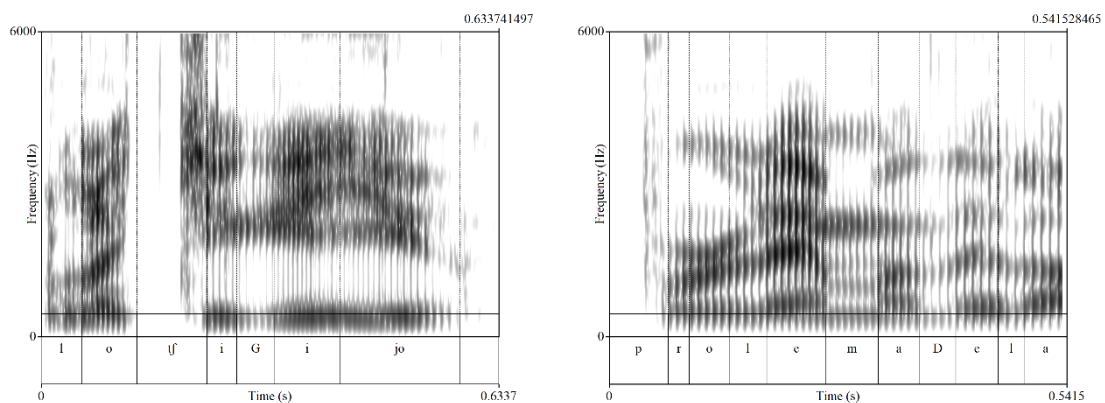 0.633741497
6000
Frequency (Hz)
0
l o tʃ i G i jo
0 Time (s) 0.6337
0.541528465
6000
Frequency (Hz)
0
p r o l e m a D e l a
0 Time (s) 0.5415